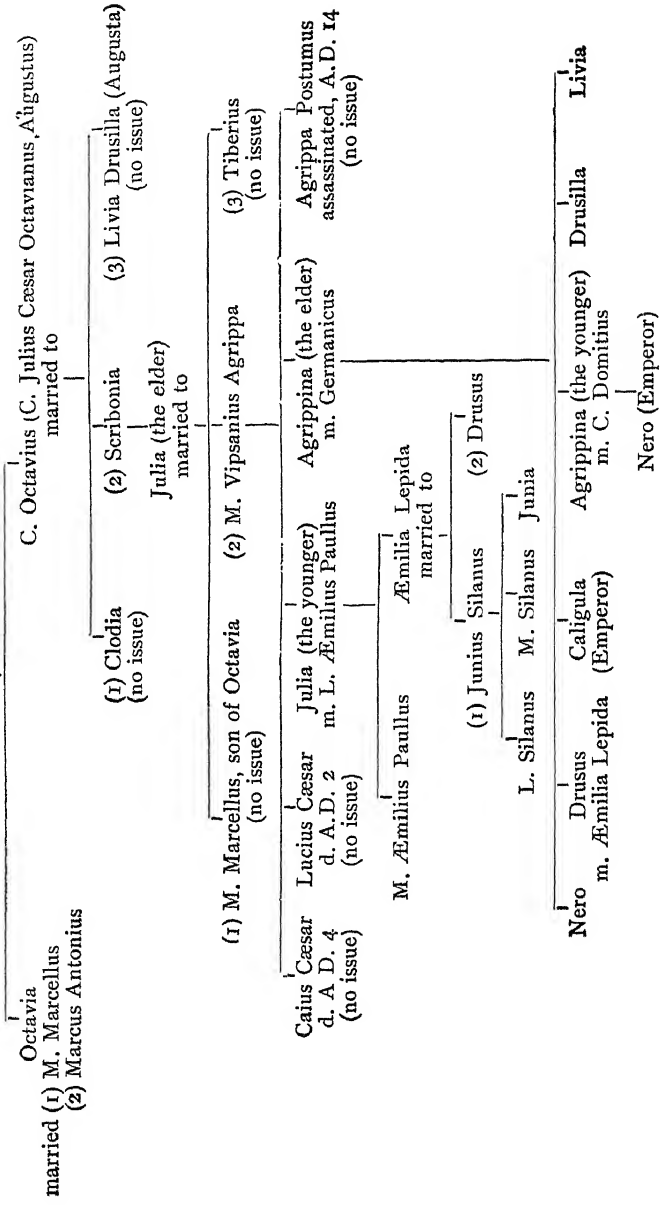 C. Octavius (C. Julius Cæsar Octavianus, Augustus)
married to
Octavia
married (1) M. Marcellus
(2) Marcus Antonius
(1) Clodia
(no issue)
(2) Scribonia
(3) Livia Drusilla (Augusta)
(no issue)
Julia (the elder)
married to
(1) M. Marcellus, son of Octavia
(no issue)
(2) M. Vipsanius Agrippa
(3) Tiberius
(no issue)
Caius Cæsar
d. A D. 4
(no issue)
Lucius Cæsar
d. A.D. 2
(no issue)
Julia (the younger)
m. L. Æmilius Paullus
Agrippina (the elder)
m. Germanicus
Agrippa Postumus
assassinated, A.D. 14
(no issue)
M. Æmilius Paullus
Æmilia Lepida
married to
(1) Junius Silanus
(2) Drusus
L. Silanus
M. Silanus
Junia
Nero
Drusus
m. Æmilia Lepida
Caligula
(Emperor)
Agrippina (the younger)
m. C. Domitius
Drusilla
Livia
Nero (Emperor)